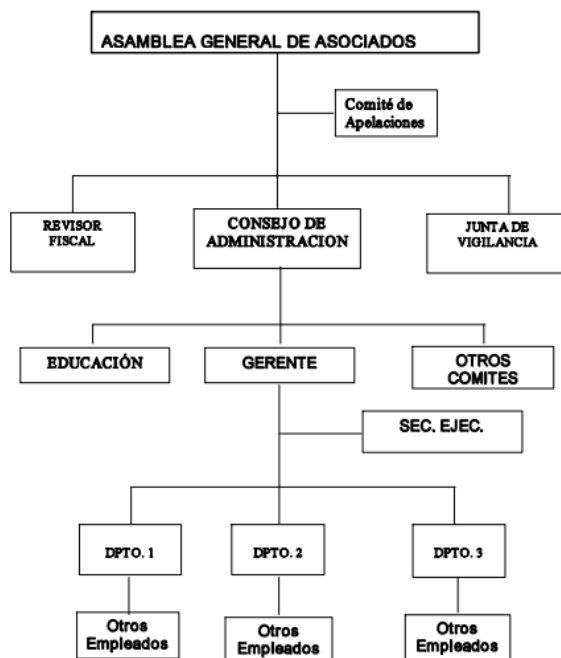 ASAMBLEA GENERAL DE ASOCIADOS
Comité de
Apelaciones
REVISOR
FISCAL
CONSEJO DE
ADMINISTRACION
JUNTA DE
VIGILANCIA
EDUCACIÓN
GERENTE
OTROS
COMITES
SEC. EJEC.
DPTO. 1
DPTO. 2
DPTO. 3
Otros
Empleados
Otros
Empleados
Otros
Empleados